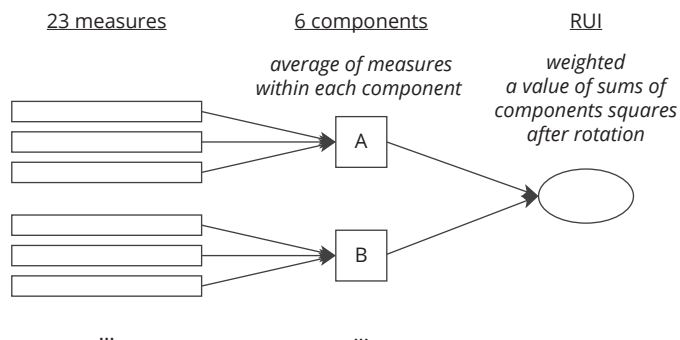 23 measures
6 components
RUI
average of measures
within each component
weighted
a value of sums of
components squares
after rotation
A
B
...
...